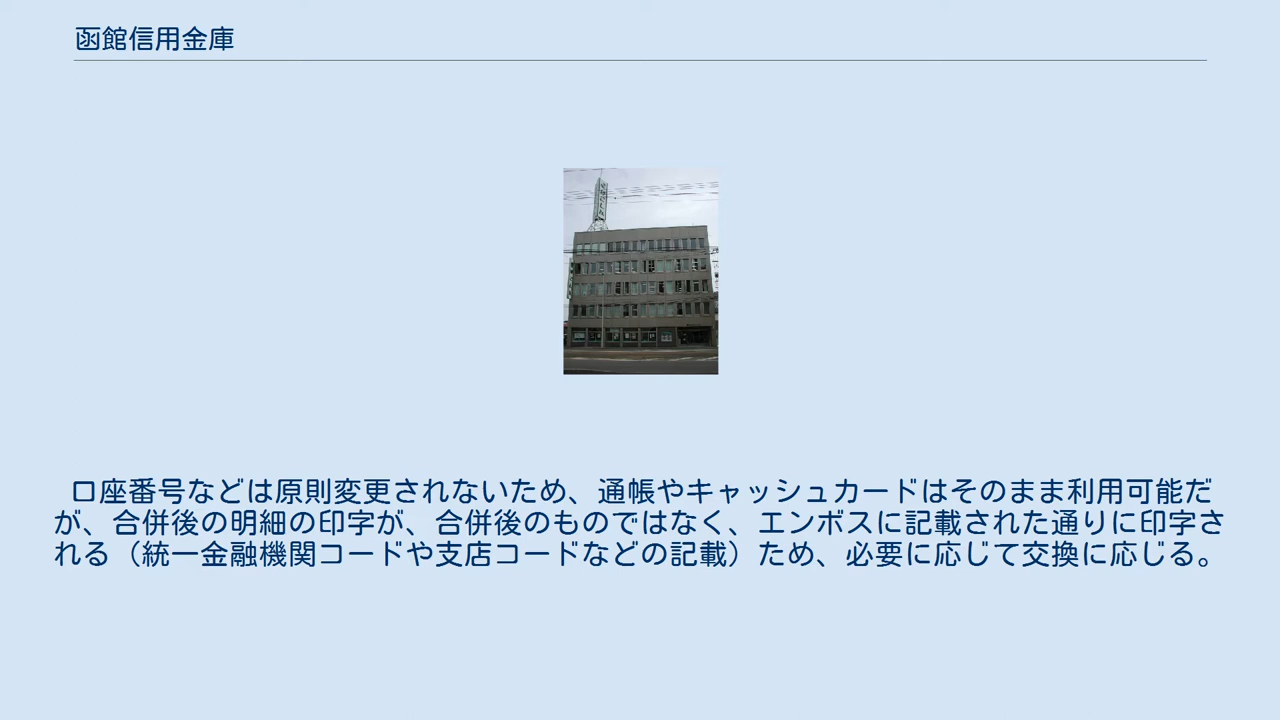 函館信用金庫
口座番号などは原則変更されないため、通帳やキャッシュカードはそのまま利用可能だ
が、合併後の明細の印字が、合併後のものではなく、エンボスに記載された通りに印字さ
れる（統一金融機関コードや支店コードなどの記載）ため、必要に応じて交換に応じる。